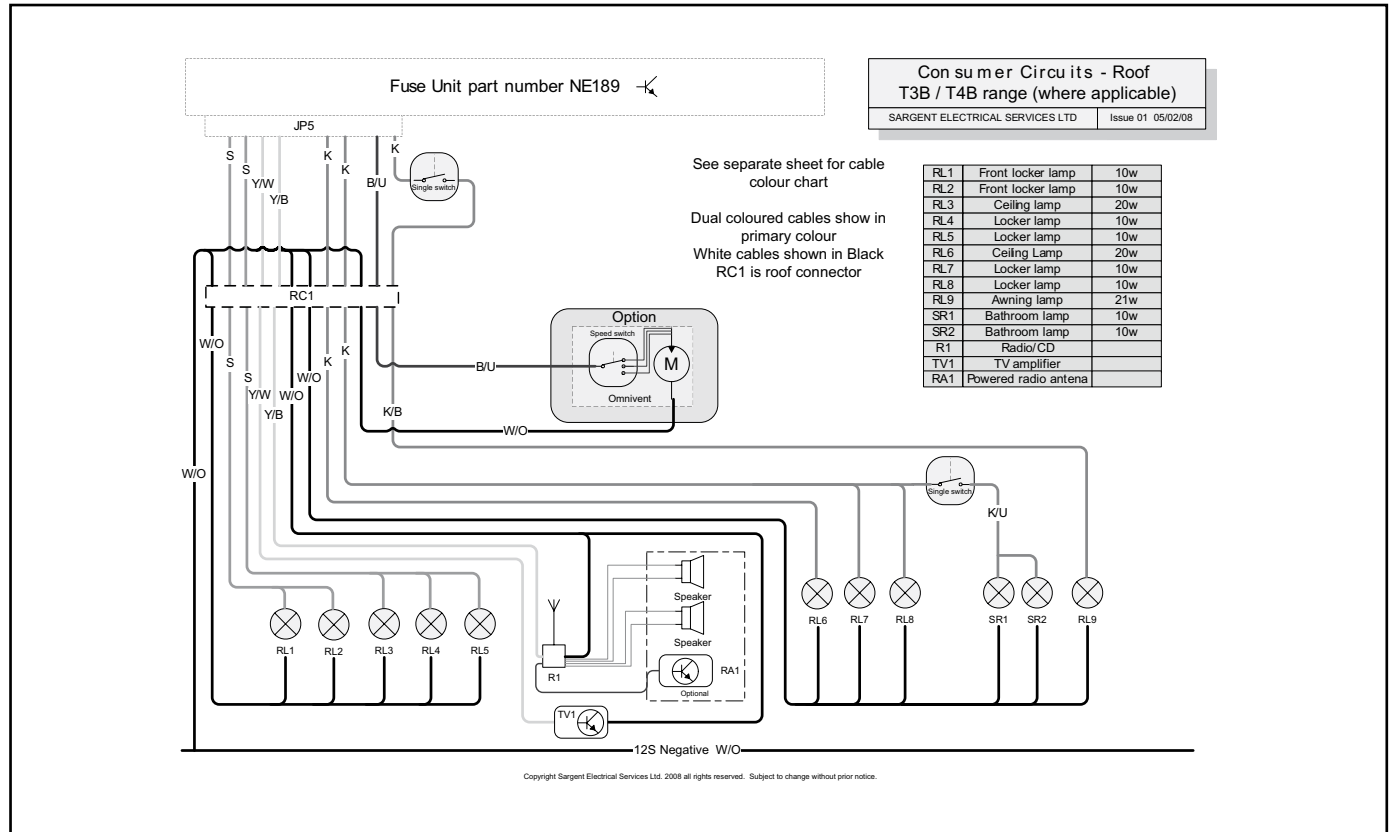 Fuse Unit part number NE189
JP5
Consumer Circuits - Roof
T3B / T4B range (where applicable)
SARGENT ELECTRICAL SERVICES LTD Issue 01 05/02/08
S
S
Y/W
Y/B
K
K
B/U
K
Single switch
See separate sheet for cable
colour chart
Dual coloured cables show in
primary colour
White cables shown in Black
RC1 is roof connector
RL1 Front locker lamp 10w
RL2 Front locker lamp 10w
RL3 Ceiling lamp 20w
RL4 Locker lamp 10w
RL5 Locker lamp 10w
RL6 Ceiling Lamp 20w
RL7 Locker lamp 10w
RL8 Locker lamp 10w
RL9 Awning lamp 21w
SR1 Bathroom lamp 10w
SR2 Bathroom lamp 10w
R1 Radio/CD
TV1 TV amplifier
RA1 Powered radio antena
RC1
W/O
S
S
Y/W
Y/B
W/O
W/O
K
K
K/B
B/U
W/O
Option
Speed switch
M
Omnivent
W/O
Single switch
K/U
Speaker
Speaker
RA1
Optional
R1
TV1
RL1
RL2
RL3
RL4
RL5
RL6
RL7
RL8
SR1
SR2
RL9
12S Negative W/O
Copyright Sargent Electrical Services Ltd. 2008 all rights reserved. Subject to change without prior notice.